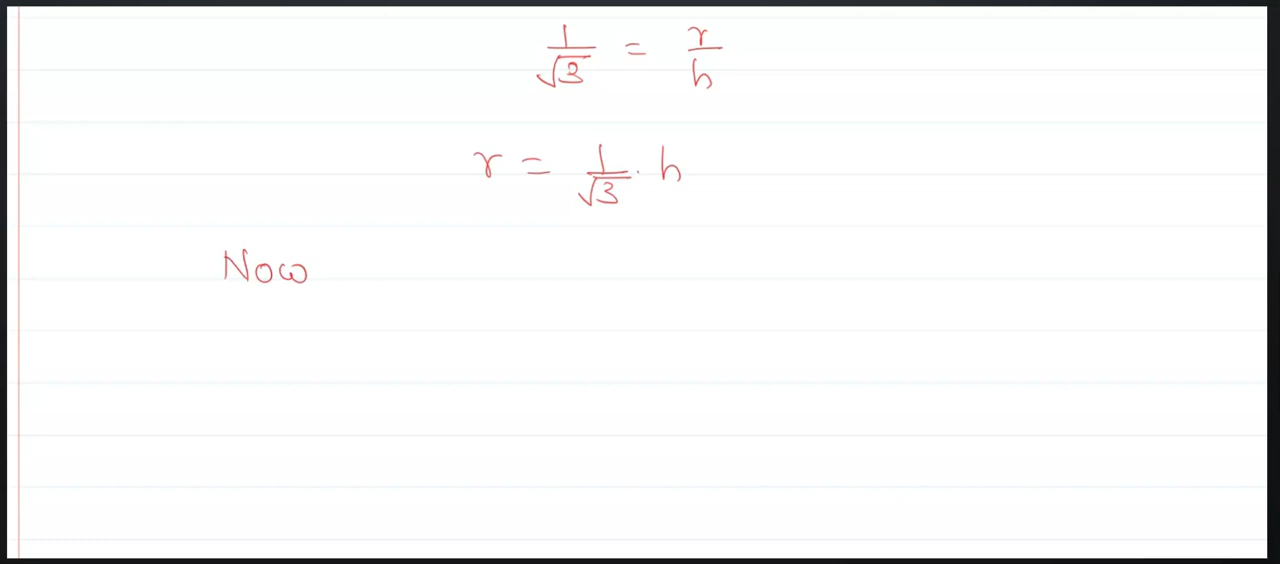 1/√3 = r/h
r = 1/√3 · h
Now